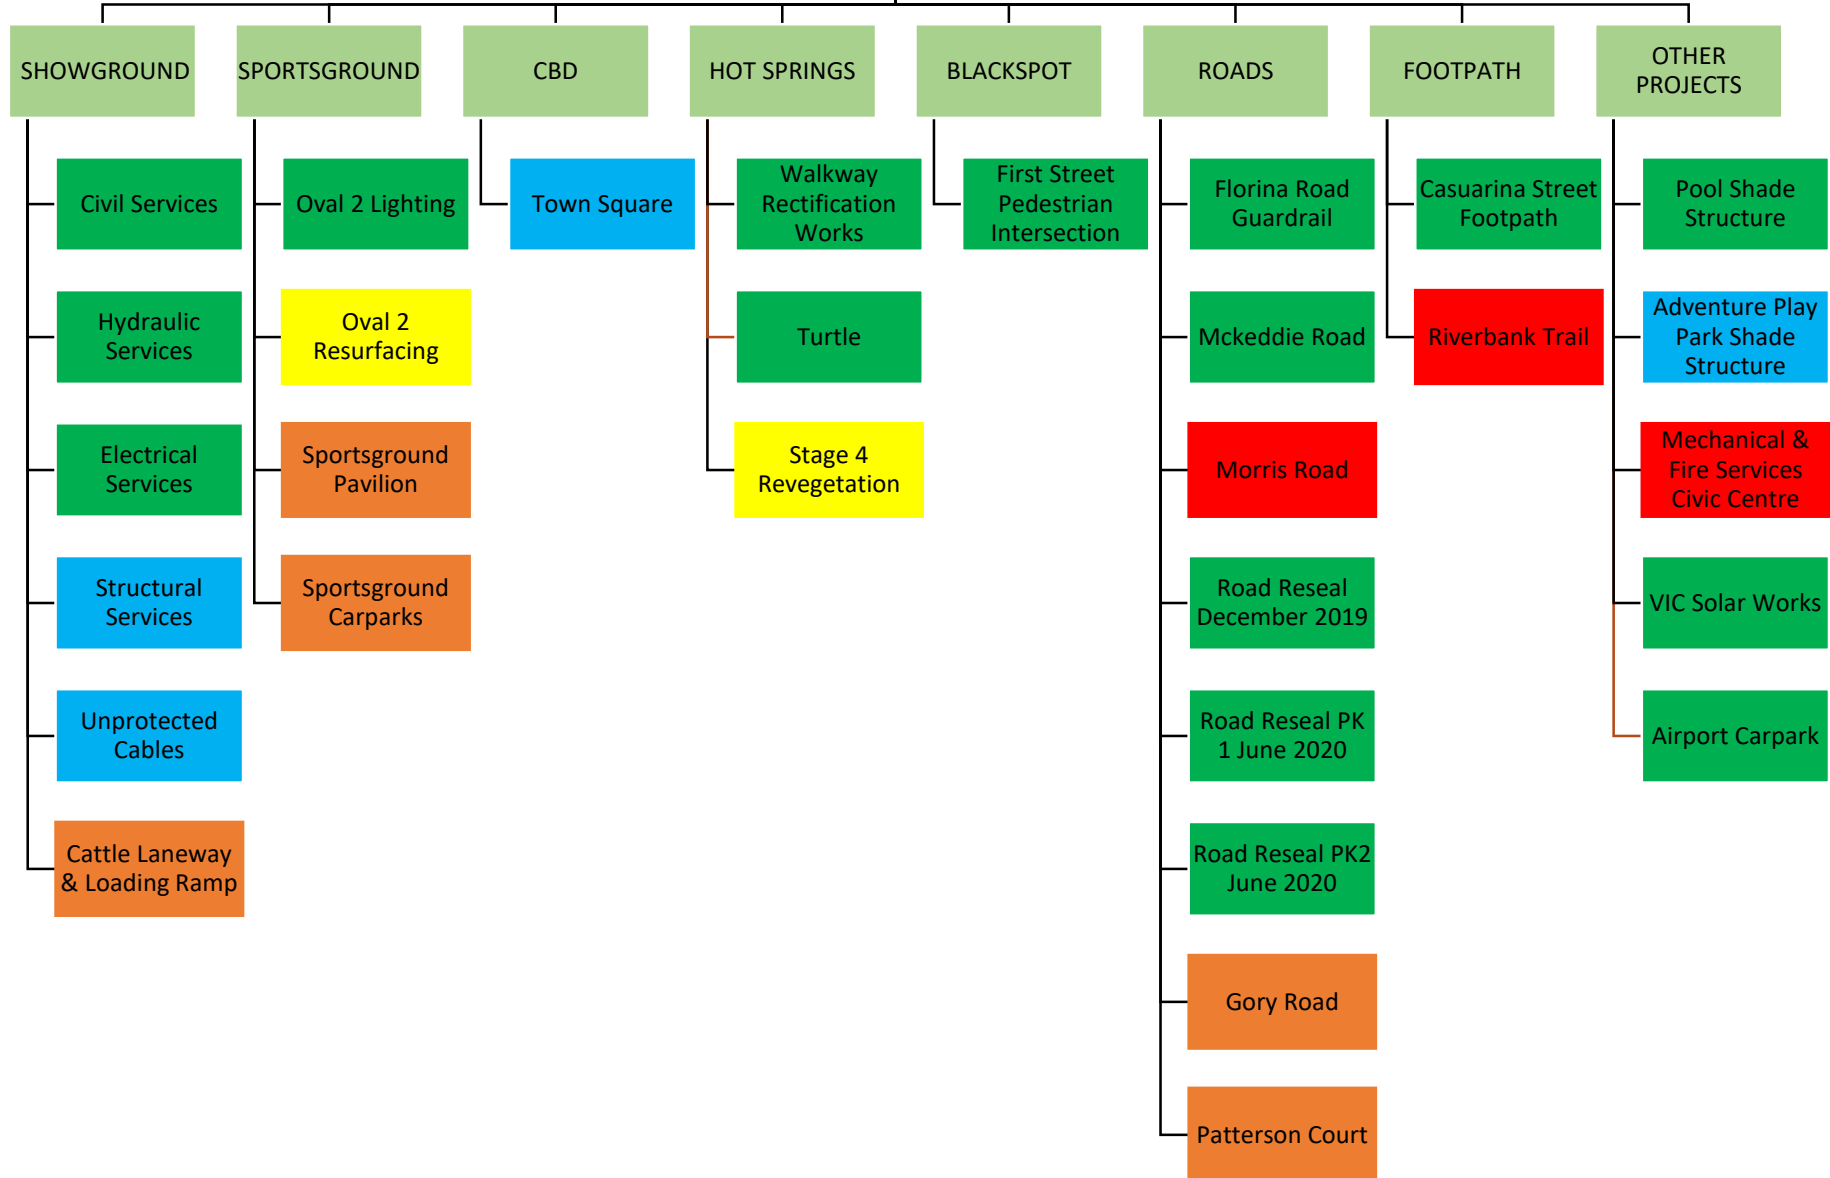 SHOWGROUND
SPORTSGROUND
CBD
HOT SPRINGS
BLACKSPOT
ROADS
FOOTPATH
OTHER
PROJECTS
Civil Services
Hydraulic
Services
Electrical
Services
Structural
Services
Unprotected
Cables
Cattle Laneway
& Loading Ramp
Oval 2 Lighting
Oval 2
Resurfacing
Sportsground
Pavilion
Sportsground
Carparks
Town Square
Walkway
Rectification
Works
Turtle
Stage 4
Revegetation
First Street
Pedestrian
Intersection
Florina Road
Guardrail
Mckeddie Road
Morris Road
Road Reseal
December 2019
Road Reseal PK
1 June 2020
Road Reseal PK2
June 2020
Gory Road
Patterson Court
Casuarina Street
Footpath
Riverbank Trail
Pool Shade
Structure
Adventure Play
Park Shade
Structure
Mechanical &
Fire Services
Civic Centre
VIC Solar Works
Airport Carpark